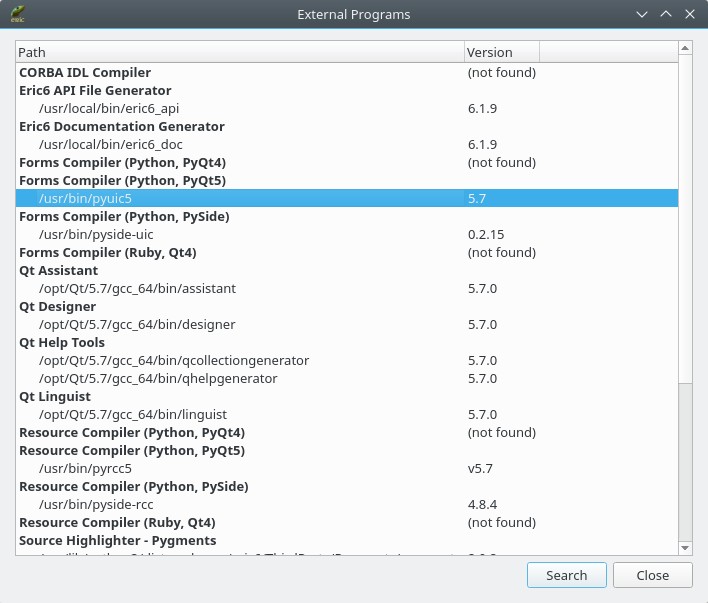 External Programs
Path Version
CORBA IDL Compiler (not found)
Eric6 API File Generator
/usr/local/bin/eric6_api 6.1.9
Eric6 Documentation Generator
/usr/local/bin/eric6_doc 6.1.9
Forms Compiler (Python, PyQt4) (not found)
Forms Compiler (Python, PyQt5)
/usr/bin/pyuic5 5.7
Forms Compiler (Python, PySide)
/usr/bin/pyside-uic 0.2.15
Forms Compiler (Ruby, Qt4) (not found)
Qt Assistant
/opt/Qt/5.7/gcc_64/bin/assistant 5.7.0
Qt Designer
/opt/Qt/5.7/gcc_64/bin/designer 5.7.0
Qt Help Tools
/opt/Qt/5.7/gcc_64/bin/qcollectiongenerator 5.7.0
/opt/Qt/5.7/gcc_64/bin/qhelpgenerator 5.7.0
Qt Linguist
/opt/Qt/5.7/gcc_64/bin/linguist 5.7.0
Resource Compiler (Python, PyQt4) (not found)
Resource Compiler (Python, PyQt5)
/usr/bin/pyrcc5 v5.7
Resource Compiler (Python, PySide)
/usr/bin/pyside-rcc 4.8.4
Resource Compiler (Ruby, Qt4) (not found)
Source Highlighter - Pygments
Search Close